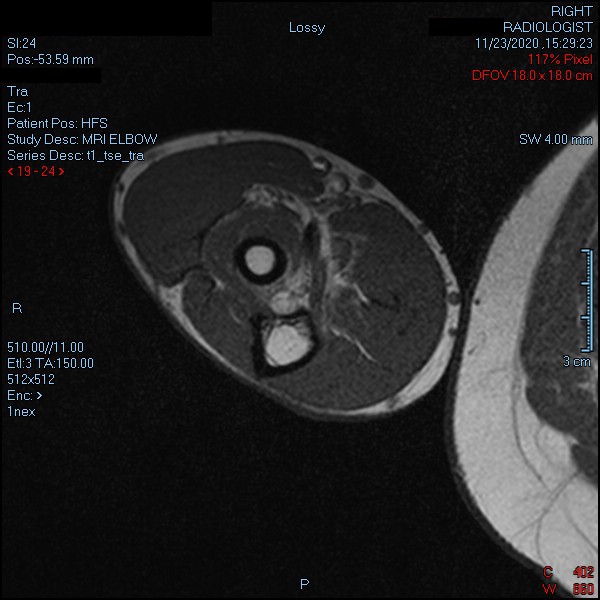 RIGHT
Lossy
RADIOLOGIST
SI:24
11/23/2020 ,15:29:23
Pos:-53.59 mm
117% Pixel
DFOV 18.0 x 18.0 cm
Tra
Ec:1
Patient Pos: HFS
Study Desc: MRI ELBOW
SW 4.00 mm
Series Desc: t1_tse_tra
< 19 - 24 >
R
510.00//11.00
Etl:3 TA:150.00
3 cm
512x512
Enc: >
1nex
C 402
P
W 860